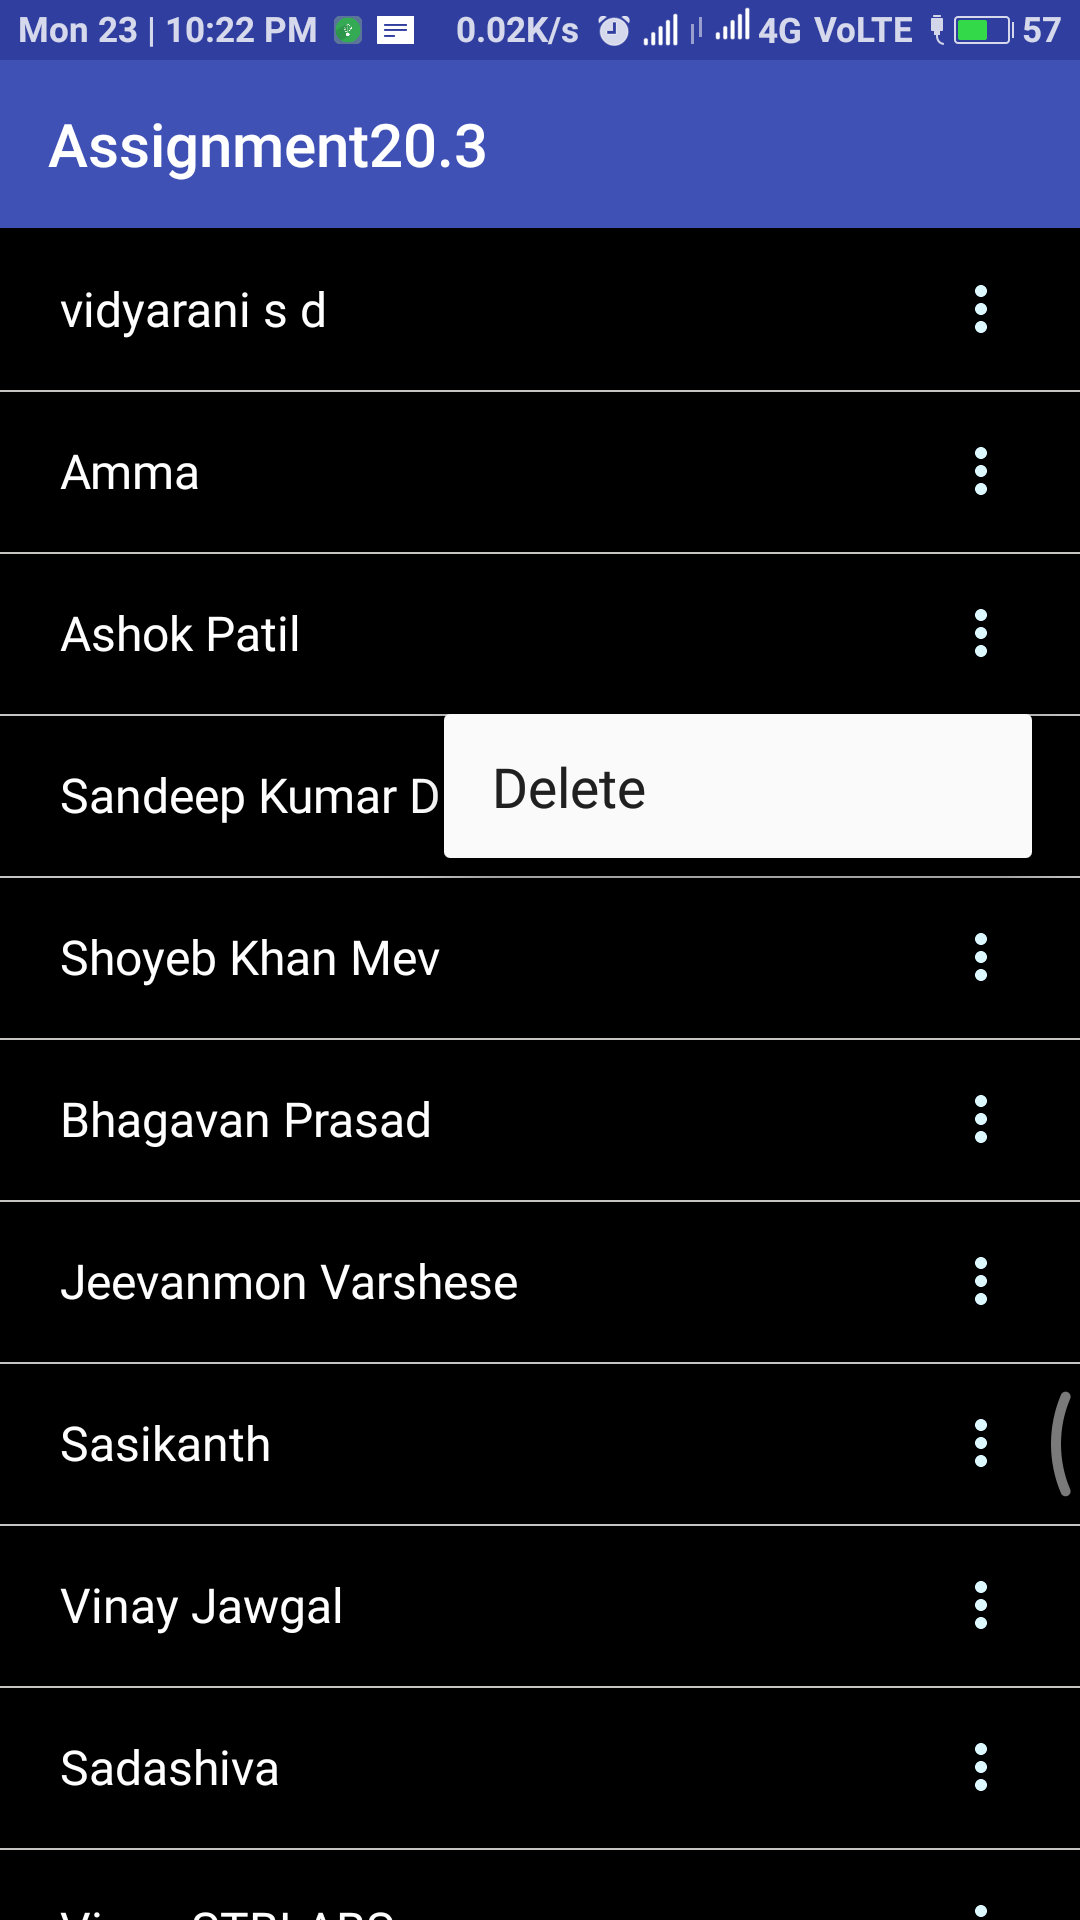 Mon 23 | 10:22 PM 0.02K/s 4G VoLTE 57
Assignment20.3
vidyarani s d
Amma
Ashok Patil
Sandeep Kumar D
Delete
Shoyeb Khan Mev
Bhagavan Prasad
Jeevanmon Varshese
Sasikanth
Vinay Jawgal
Sadashiva